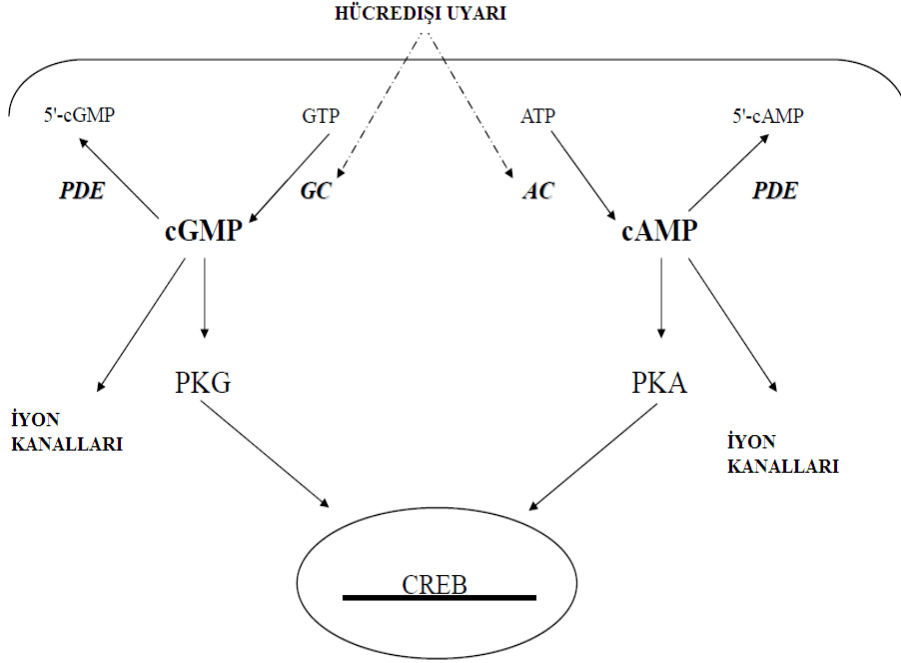 HÜCREDIŞI UYARI
5'-cGMP
GTP
ATP
5'-cAMP
PDE
GC
AC
PDE
cGMP
cAMP
PKG
PKA
İYON
KANALLARI
İYON
KANALLARI
CREB